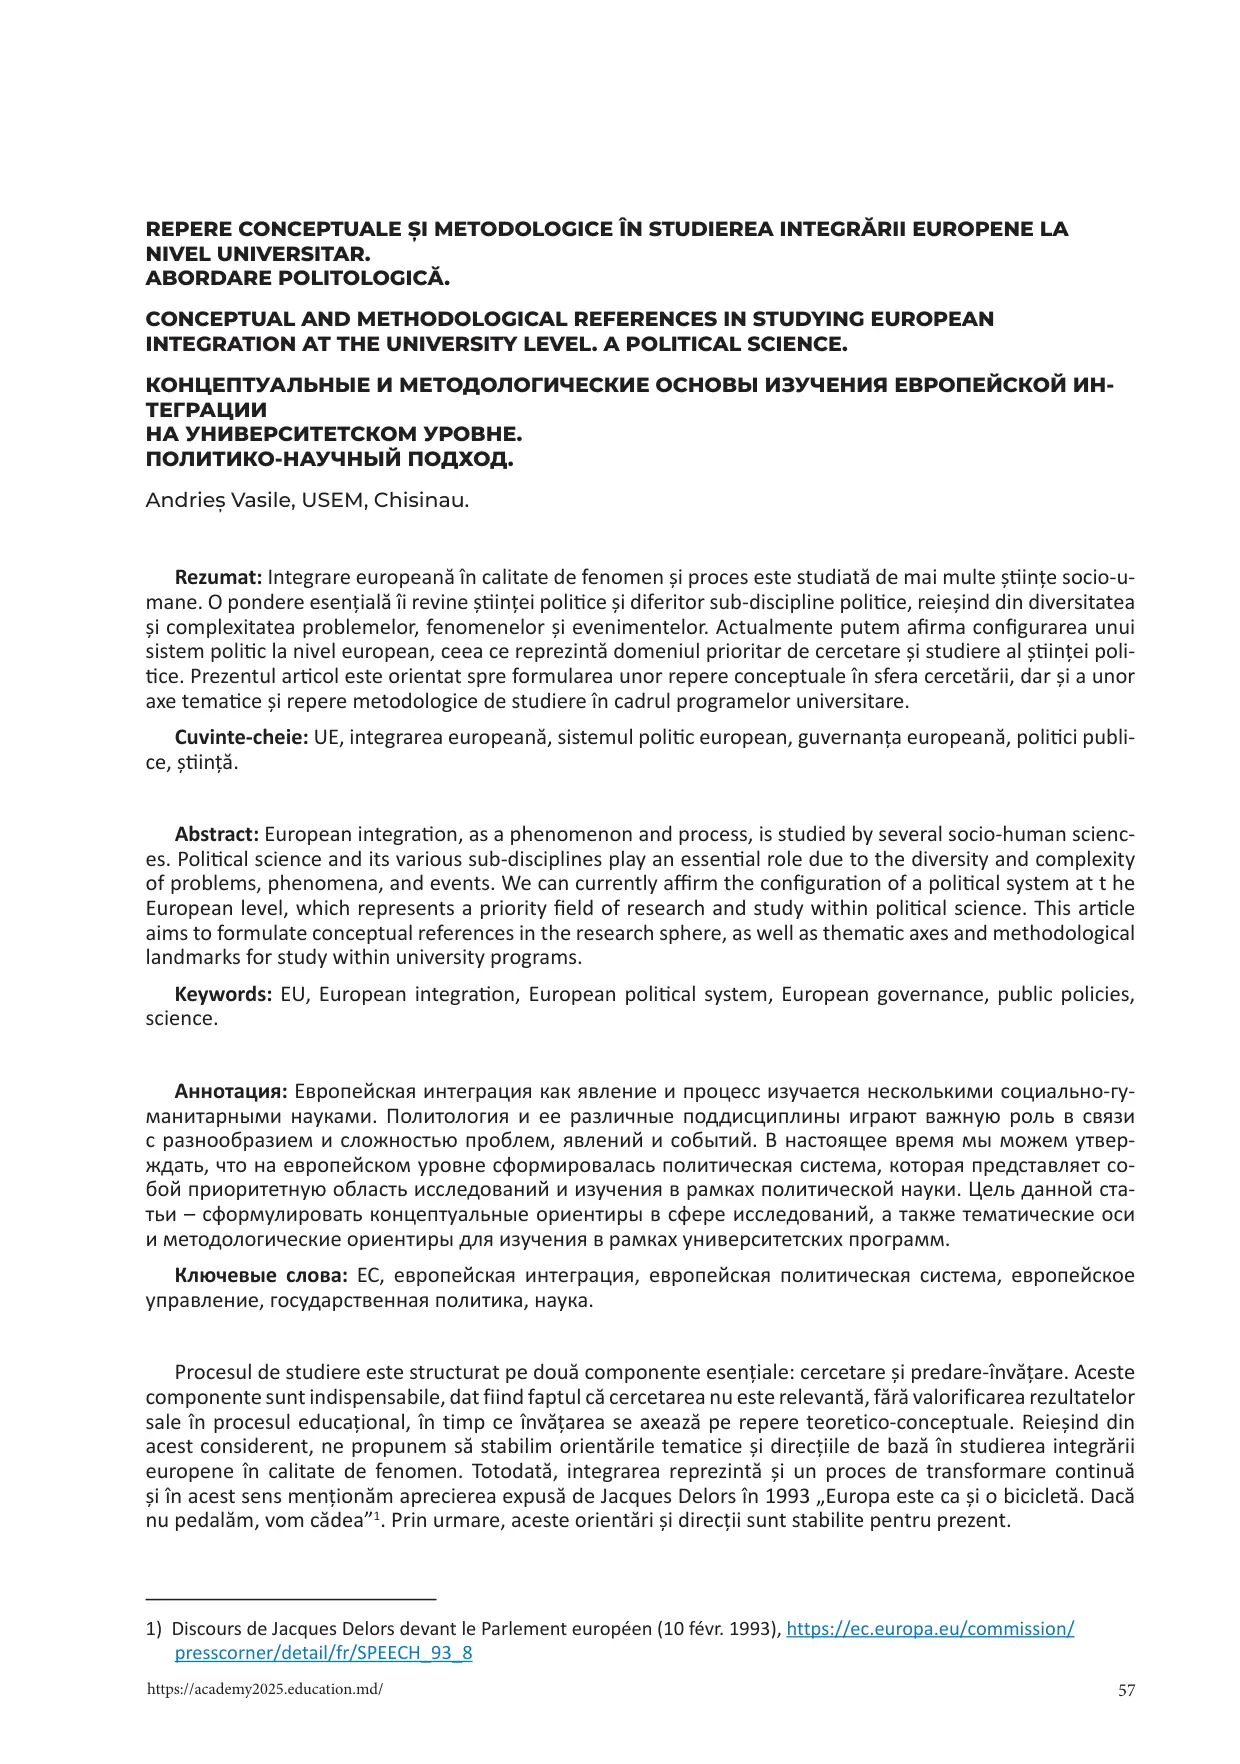 REPERE CONCEPTUALE ȘI METODOLOGICE ÎN STUDIEREA INTEGRĂRII EUROPENE LA
NIVEL UNIVERSITAR.
ABORDARE POLITOLOGICĂ.
CONCEPTUAL AND METHODOLOGICAL REFERENCES IN STUDYING EUROPEAN
INTEGRATION AT THE UNIVERSITY LEVEL. A POLITICAL SCIENCE.
КОНЦЕПТУАЛЬНЫЕ И МЕТОДОЛОГИЧЕСКИЕ ОСНОВЫ ИЗУЧЕНИЯ ЕВРОПЕЙСКОЙ ИН-
ТЕГРАЦИИ
НА УНИВЕРСИТЕТСКОМ УРОВНЕ.
ПОЛИТИКО-НАУЧНЫЙ ПОДХОД.
Andrieș Vasile, USEM, Chisinau.
Rezumat: Integrare europeană în calitate de fenomen și proces este studiată de mai multe științe socio-u-
mane. O pondere esențială îi revine științei politice și diferitor sub-discipline politice, reieșind din diversitatea
și complexitatea problemelor, fenomenelor și evenimentelor. Actualmente putem afirma configurarea unui
sistem politic la nivel european, ceea ce reprezintă domeniul prioritar de cercetare și studiere al științei poli-
tice. Prezentul articol este orientat spre formularea unor repere conceptuale în sfera cercetării, dar și a unor
axe tematice și repere metodologice de studiere în cadrul programelor universitare.
Cuvinte-cheie: UE, integrarea europeană, sistemul politic european, guvernanța europeană, politici publi-
ce, știință.
Abstract: European integration, as a phenomenon and process, is studied by several socio-human scienc-
es. Political science and its various sub-disciplines play an essential role due to the diversity and complexity
of problems, phenomena, and events. We can currently affirm the configuration of a political system at t he
European level, which represents a priority field of research and study within political science. This article
aims to formulate conceptual references in the research sphere, as well as thematic axes and methodological
landmarks for study within university programs.
Keywords: EU, European integration, European political system, European governance, public policies,
science.
Аннотация: Европейская интеграция как явление и процесс изучается несколькими социально-гу-
манитарными науками. Политология и ее различные поддисциплины играют важную роль в связи
с разнообразием и сложностью проблем, явлений и событий. В настоящее время мы можем утвер-
ждать, что на европейском уровне сформировалась политическая система, которая представляет со-
бой приоритетную область исследований и изучения в рамках политической науки. Цель данной ста-
тьи – сформулировать концептуальные ориентиры в сфере исследований, а также тематические оси
и методологические ориентиры для изучения в рамках университетских программ.
Ключевые слова: ЕС, европейская интеграция, европейская политическая система, европейское
управление, государственная политика, наука.
Procesul de studiere este structurat pe două componente esențiale: cercetare și predare-învățare. Aceste
componente sunt indispensabile, dat fiind faptul că cercetarea nu este relevantă, fără valorificarea rezultatelor
sale în procesul educațional, în timp ce învățarea se axează pe repere teoretico-conceptuale. Reieșind din
acest considerent, ne propunem să stabilim orientările tematice și direcțiile de bază în studierea integrării
europene în calitate de fenomen. Totodată, integrarea reprezintă și un proces de transformare continuă
și în acest sens menționăm aprecierea expusă de Jacques Delors în 1993 „Europa este ca și o bicicletă. Dacă
nu pedalăm, vom cădea”1. Prin urmare, aceste orientări și direcții sunt stabilite pentru prezent.
1) Discours de Jacques Delors devant le Parlement européen (10 févr. 1993), https://ec.europa.eu/commission/
presscorner/detail/fr/SPEECH_93_8
https://academy2025.education.md/
57